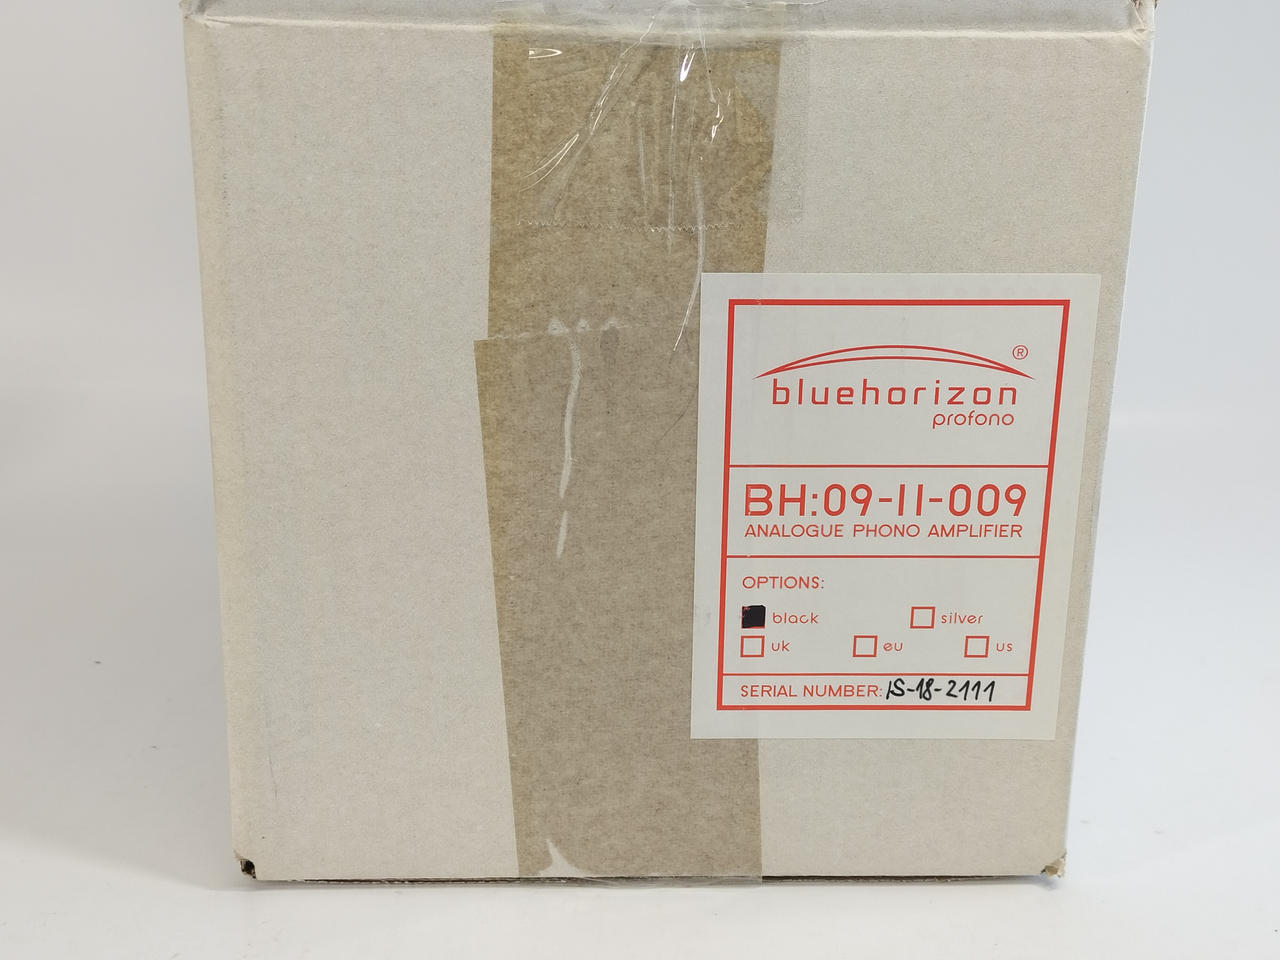 bluehorizon ®
profono
BH:09-11-009
ANALOGUE PHONO AMPLIFIER
OPTIONS:
black silver
uk eu us
SERIAL NUMBER: IS-18-2111